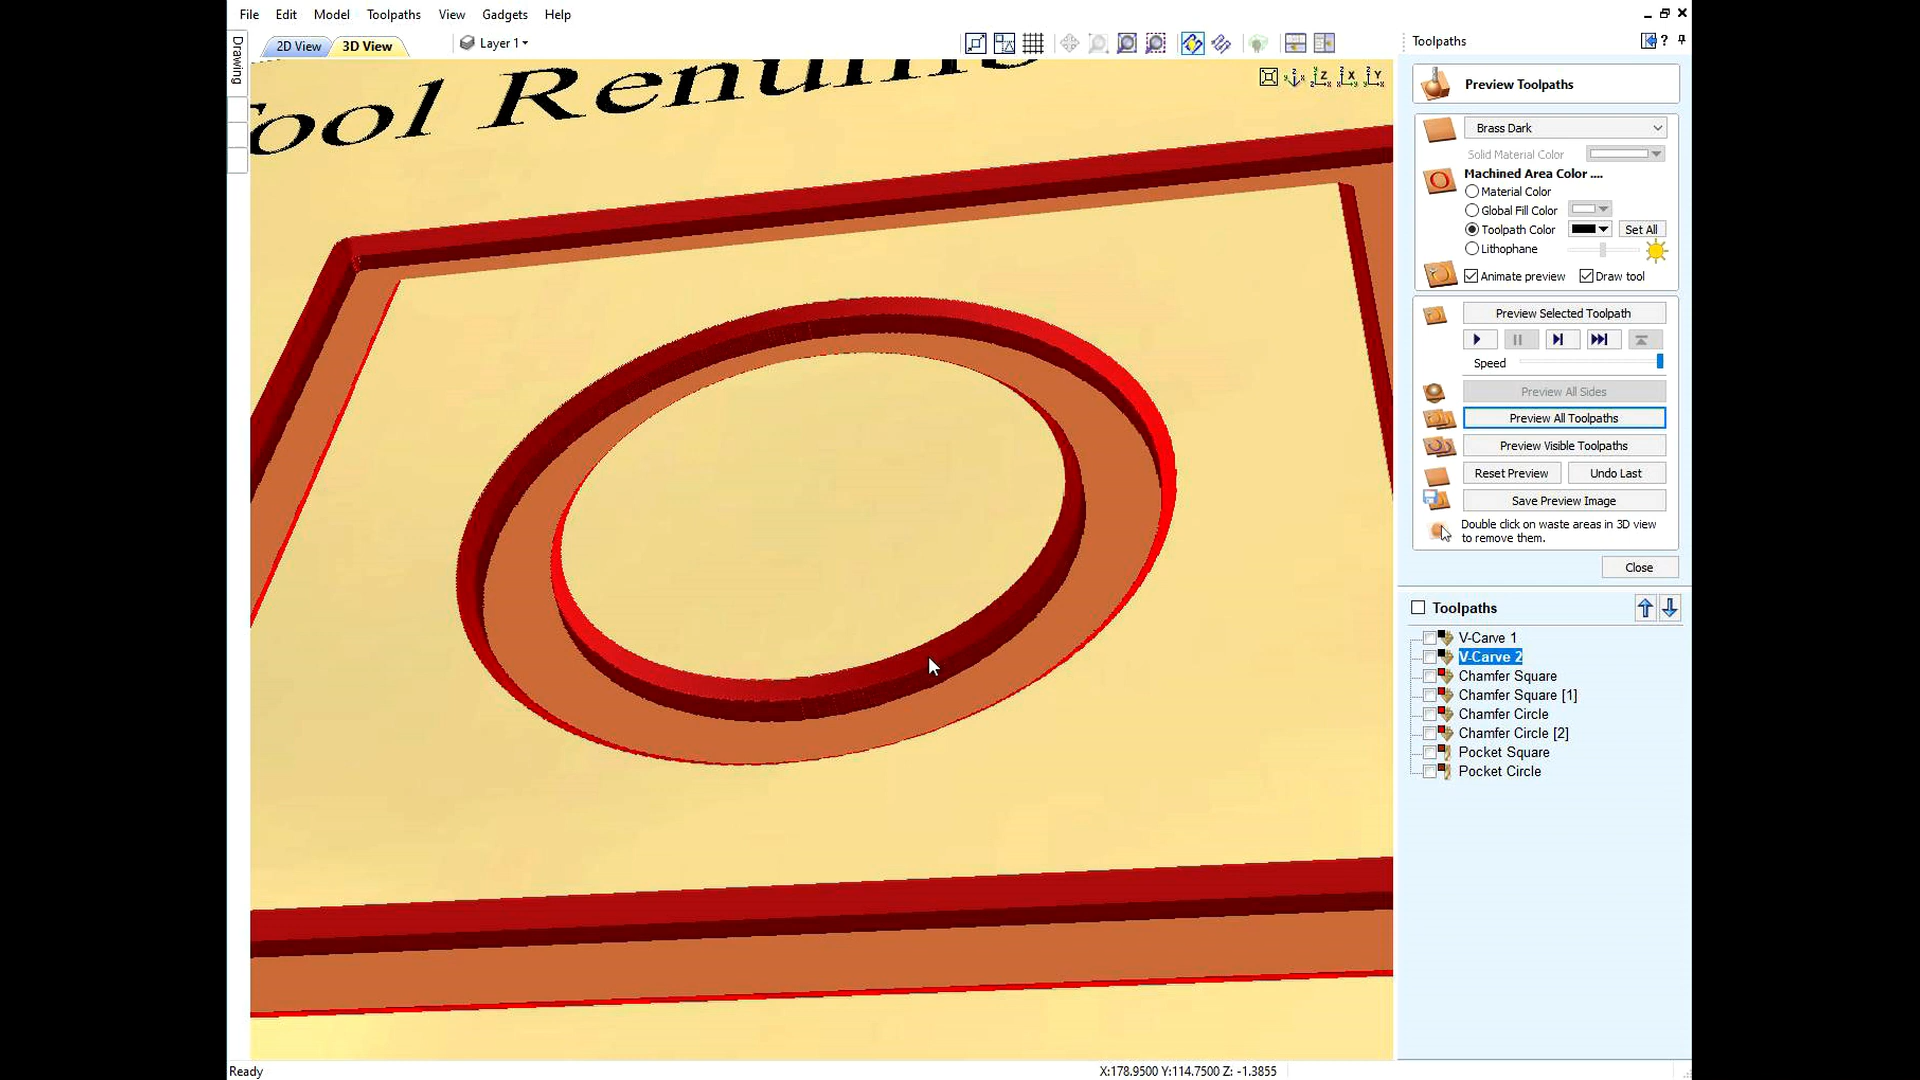 File Edit Model Toolpaths View Gadgets Help
Drawing
2D View 3D View Layer 1
Toolpaths ?
Z X Y
Tool
Preview Toolpaths
Brass Dark
Solid Material Color
Machined Area Color ....
Material Color
Global Fill Color
Toolpath Color Set All
Lithophane
Animate preview Draw tool
Preview Selected Toolpath
Speed
Preview All Sides
Preview All Toolpaths
Preview Visible Toolpaths
Reset Preview Undo Last
Save Preview Image
Double click on waste areas in 3D view
to remove them.
Close
Toolpaths
V-Carve 1
V-Carve 2
Chamfer Square
Chamfer Square [1]
Chamfer Circle
Chamfer Circle [2]
Pocket Square
Pocket Circle
Ready X:178.9500 Y:114.7500 Z: -1.3855